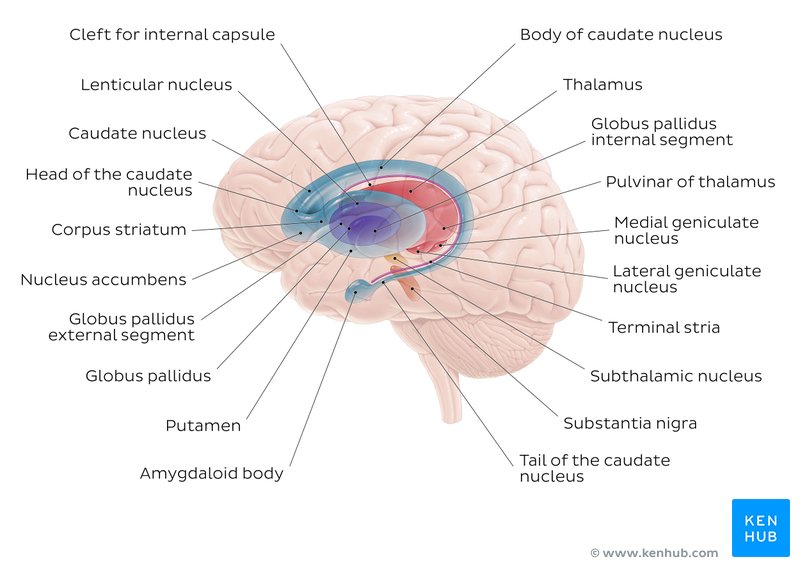 Cleft for internal capsule
Lenticular nucleus
Caudate nucleus
Head of the caudate
nucleus
Corpus striatum
Nucleus accumbens
Globus pallidus
external segment
Globus pallidus
Putamen
Amygdaloid body
Body of caudate nucleus
Thalamus
Globus pallidus
internal segment
Pulvinar of thalamus
Medial geniculate
nucleus
Lateral geniculate
nucleus
Terminal stria
Subthalamic nucleus
Substantia nigra
Tail of the caudate
nucleus
KEN
HUB
© www.kenhub.com